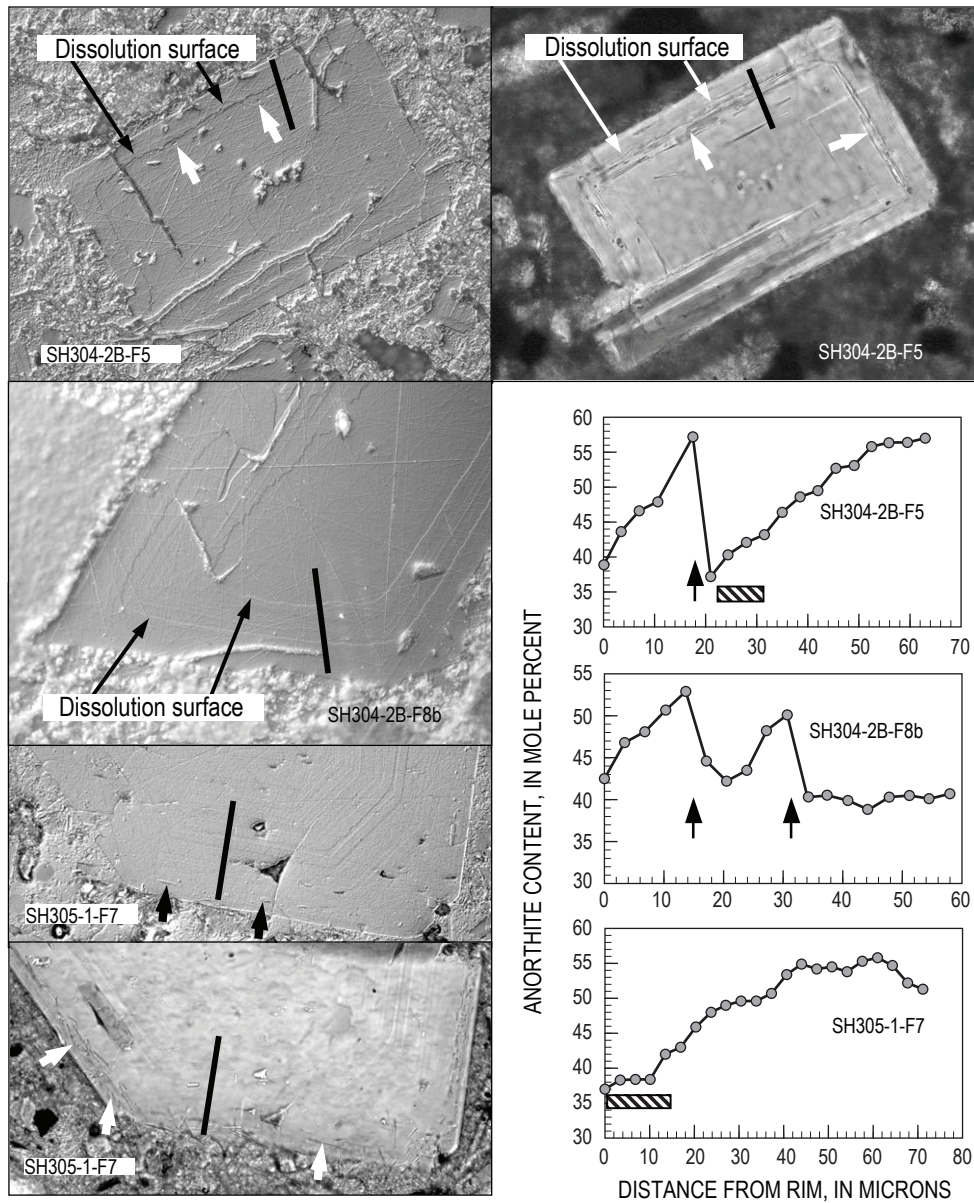 Dissolution surface
SH304-2B-F5
Dissolution surface
SH304-2B-F5
Dissolution surface
SH304-2B-F8b
SH305-1-F7
SH305-1-F7
ANORTHITE CONTENT, IN MOLE PERCENT
60
55
50
45
40
35
30
SH304-2B-F5
0 10 20 30 40 50 60 70
55
50
45
40
35
30
SH304-2B-F8b
0 10 20 30 40 50 60
60
55
50
45
40
35
30
SH305-1-F7
0 10 20 30 40 50 60 70 80
DISTANCE FROM RIM, IN MICRONS